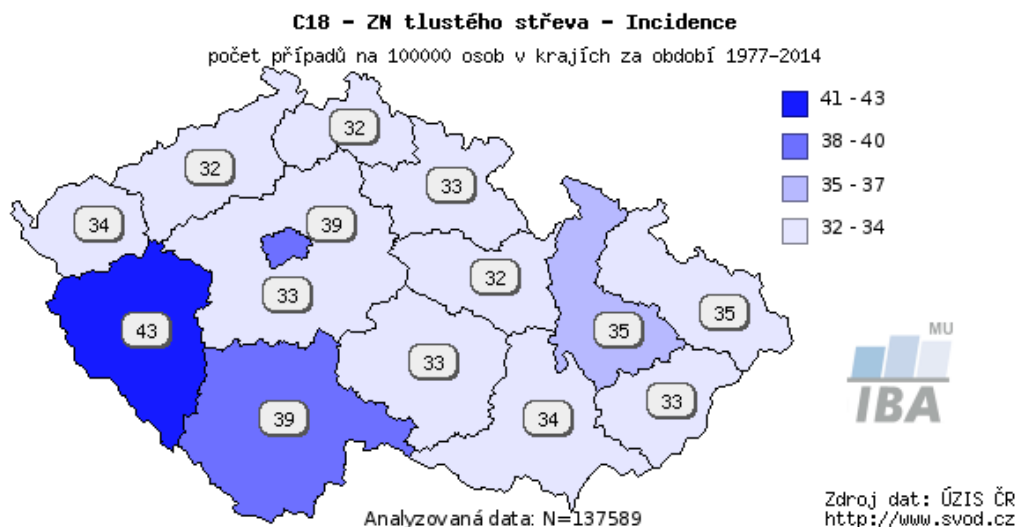 C18 - ZN tlustého střeva - Incidence
počet případů na 100000 osob v krajích za období 1977-2014
41 - 43
38 - 40
35 - 37
32 - 34
32
32
33
34
39
32
33
35
43
35
33
33
39
34
MU
IBA
Analyzovaná data: N=137589
Zdroj dat: ÚZIS ČR
http://www.svod.cz